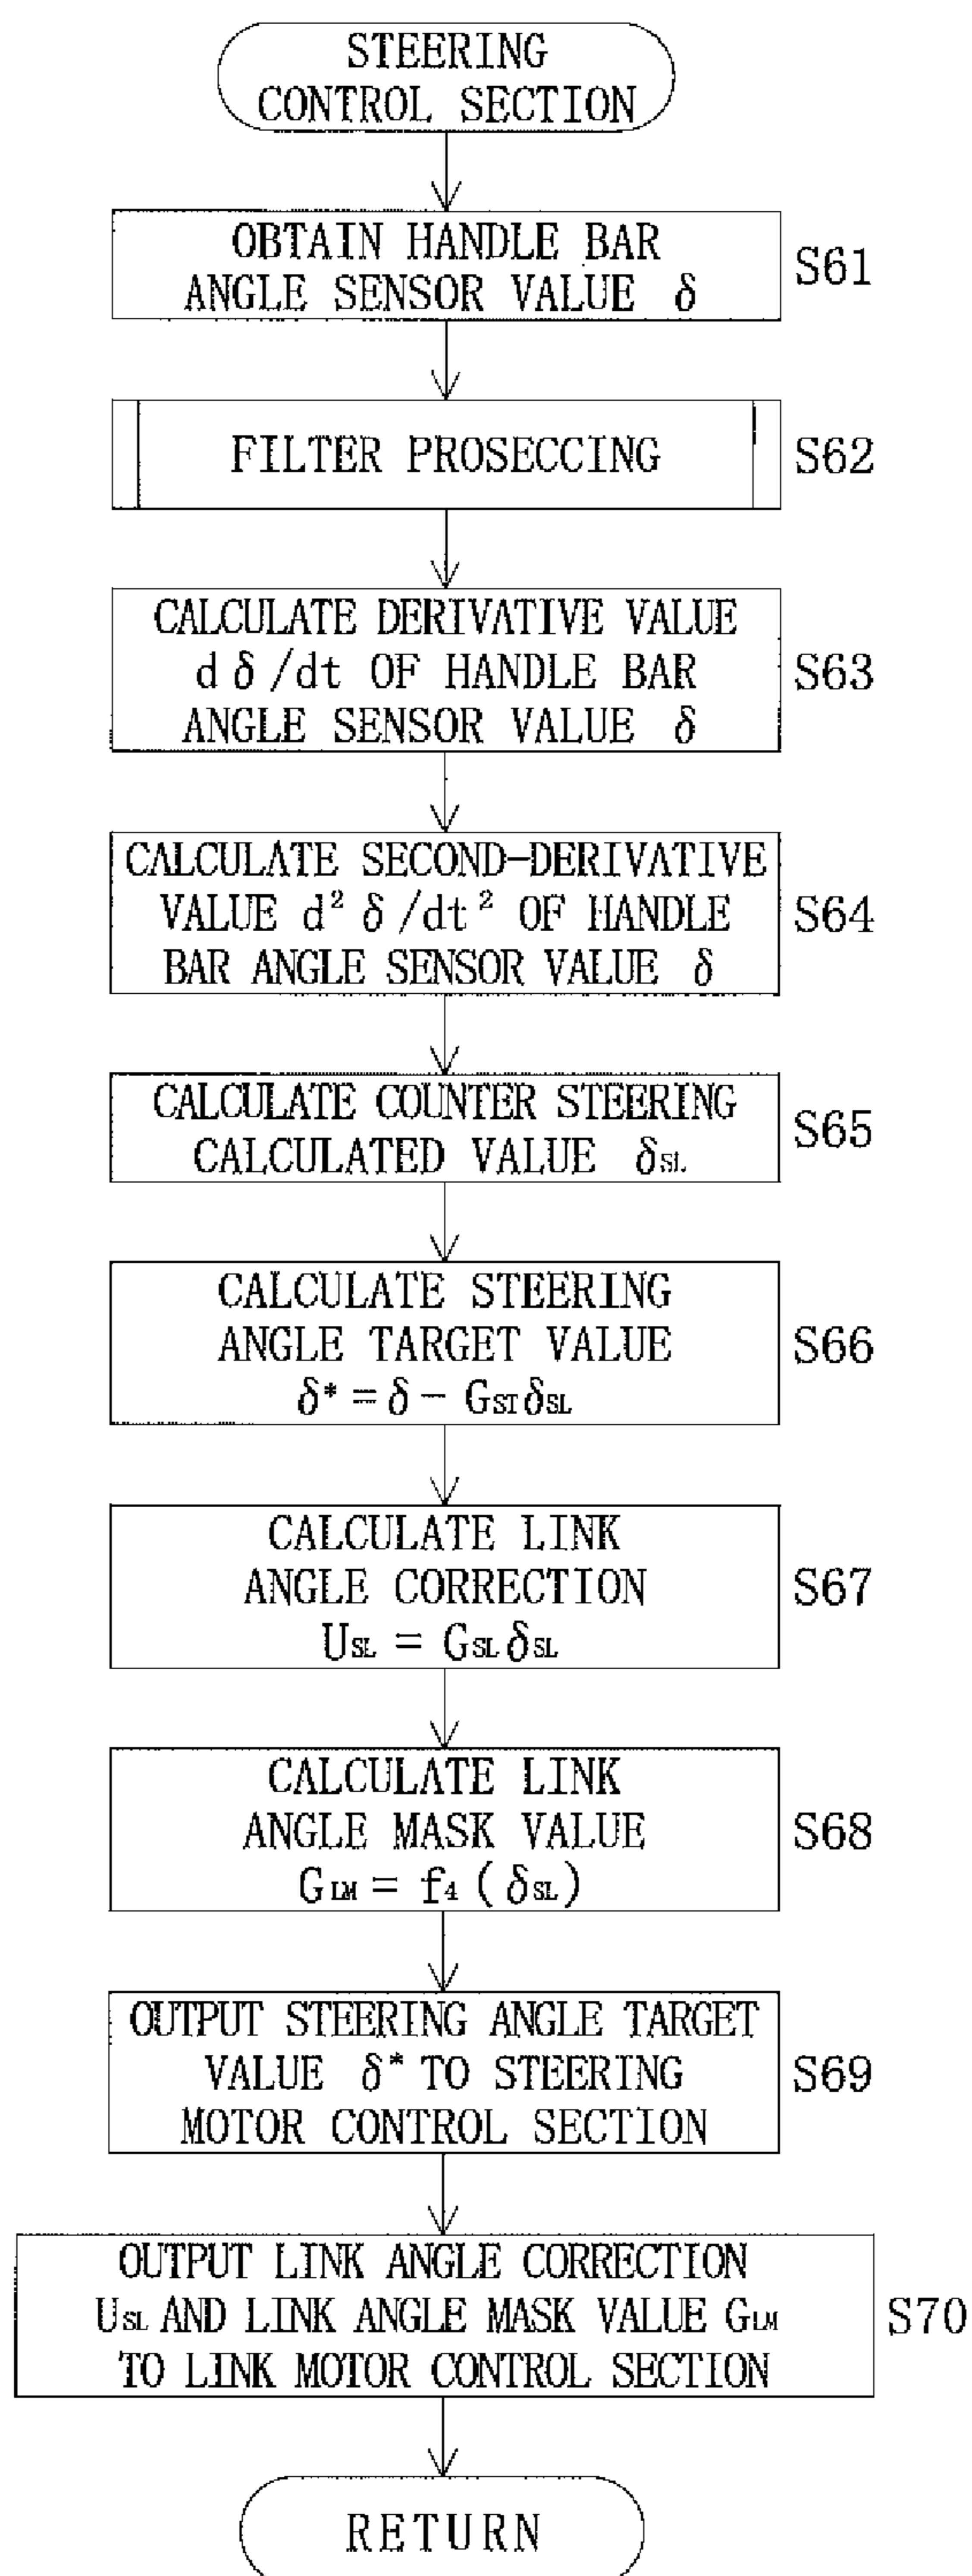 STEERING
CONTROL SECTION
OBTAIN HANDLE BAR
ANGLE SENSOR VALUE δ
S61
FILTER PROSECCING
S62
CALCULATE DERIVATIVE VALUE
dδ/dt OF HANDLE BAR
ANGLE SENSOR VALUE δ
S63
CALCULATE SECOND-DERIVATIVE
VALUE d²δ/dt² OF HANDLE
BAR ANGLE SENSOR VALUE δ
S64
CALCULATE COUNTER STEERING
CALCULATED VALUE δSL
S65
CALCULATE STEERING
ANGLE TARGET VALUE
δ* = δ - GSTδSL
S66
CALCULATE LINK
ANGLE CORRECTION
USL = GSLδSL
S67
CALCULATE LINK
ANGLE MASK VALUE
GLM = f4 (δSL)
S68
OUTPUT STEERING ANGLE TARGET
VALUE δ* TO STEERING
MOTOR CONTROL SECTION
S69
OUTPUT LINK ANGLE CORRECTION
USL AND LINK ANGLE MASK VALUE GLM
TO LINK MOTOR CONTROL SECTION
S70
RETURN